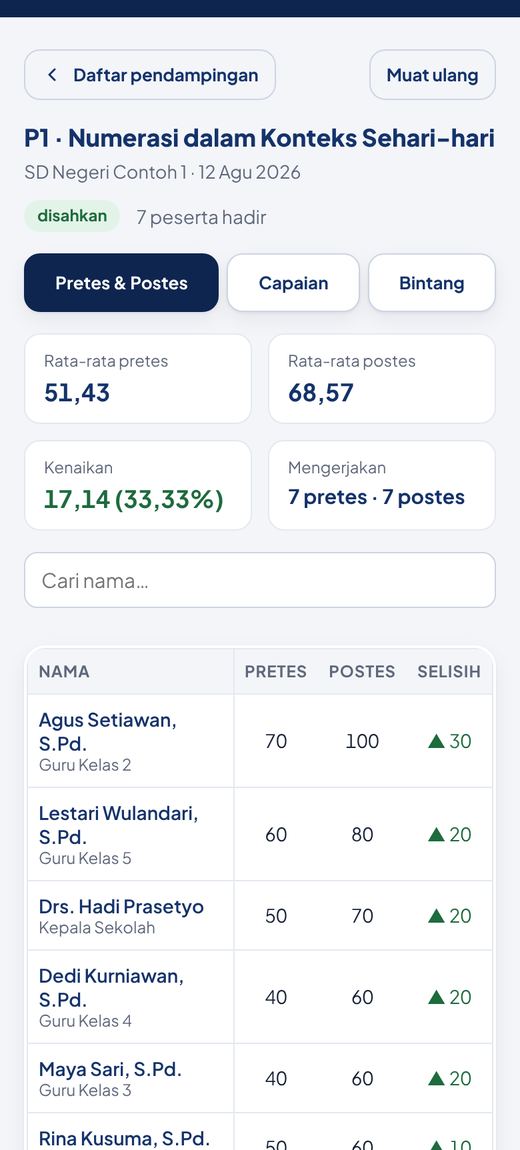 Daftar pendampingan
Muat ulang
P1 · Numerasi dalam Konteks Sehari-hari
SD Negeri Contoh 1 · 12 Agu 2026
disahkan
7 peserta hadir
Pretes & Postes
Capaian
Bintang
Rata-rata pretes
51,43
Rata-rata postes
68,57
Kenaikan
17,14 (33,33%)
Mengerjakan
7 pretes · 7 postes
Cari nama…
NAMA PRETES POSTES SELISIH
Agus Setiawan,
S.Pd.
Guru Kelas 2
70 100 ▲ 30
Lestari Wulandari,
S.Pd.
Guru Kelas 5
60 80 ▲ 20
Drs. Hadi Prasetyo
Kepala Sekolah
50 70 ▲ 20
Dedi Kurniawan,
S.Pd.
Guru Kelas 4
40 60 ▲ 20
Maya Sari, S.Pd.
Guru Kelas 3
40 60 ▲ 20
Rina Kusuma, S.Pd.
50 60 ▲ 10